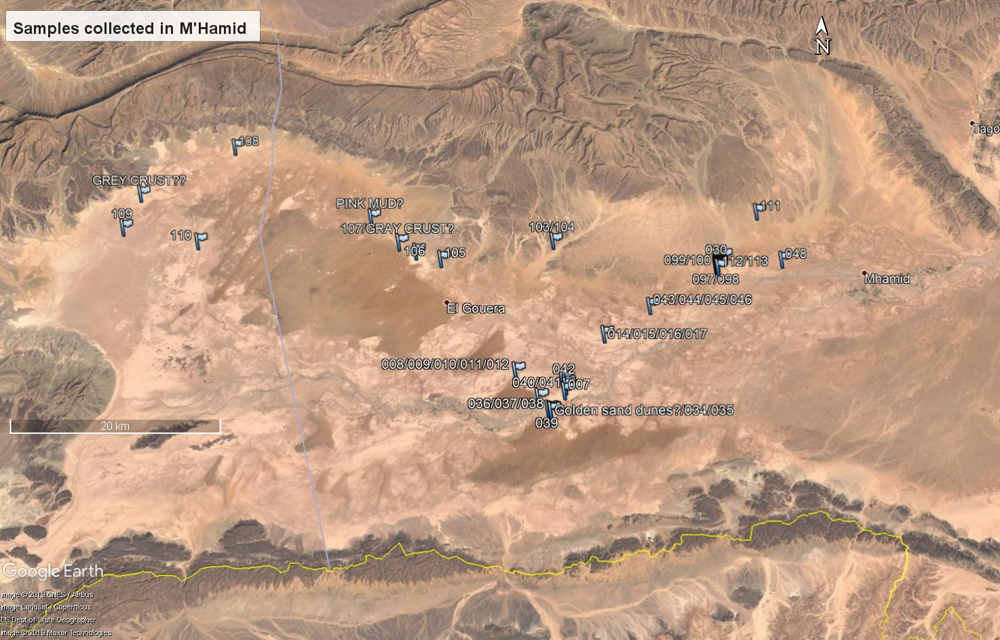 Samples collected in M'Hamid
N
Tago
108
GREY CRUST??
PINK MUD?
111
109
107/GRAY CRUST?
103/104
110
106
105
030
048
099/100
112/113
097/098
Mhamid
043/044/045/046
El Gouera
014/015/016/017
008/009/010/011/012
042
040/041
007
036/037/038
Golden sand dunes?/034/035
039
20 km
Google Earth
Image © 2019 CNES / Airbus
Image Landsat / Copernicus
US Dept of State Geographer
Image © 2019 Maxar Technologies